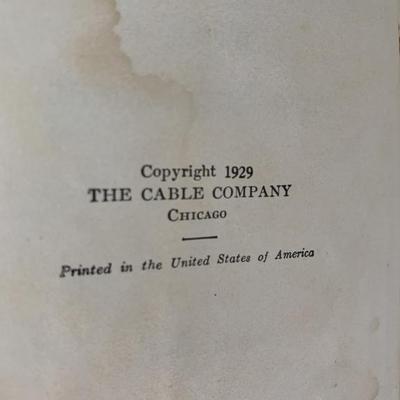 Copyright 1929
THE CABLE COMPANY
CHICAGO
Printed in the United States of America